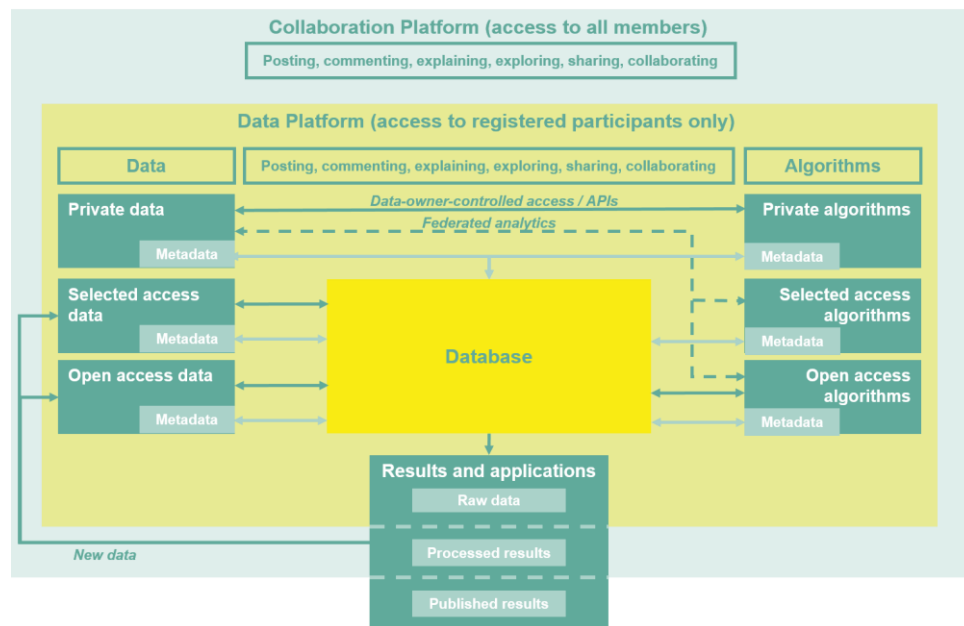 Collaboration Platform (access to all members)
Posting, commenting, explaining, exploring, sharing, collaborating
Data Platform (access to registered participants only)
Data
Posting, commenting, explaining, exploring, sharing, collaborating
Algorithms
Private data
Metadata
Data-owner-controlled access / APIs
Federated analytics
Private algorithms
Metadata
Selected access
data
Metadata
Database
Selected access
algorithms
Metadata
Open access data
Metadata
Open access
algorithms
Metadata
Results and applications
Raw data
New data
Processed results
Published results